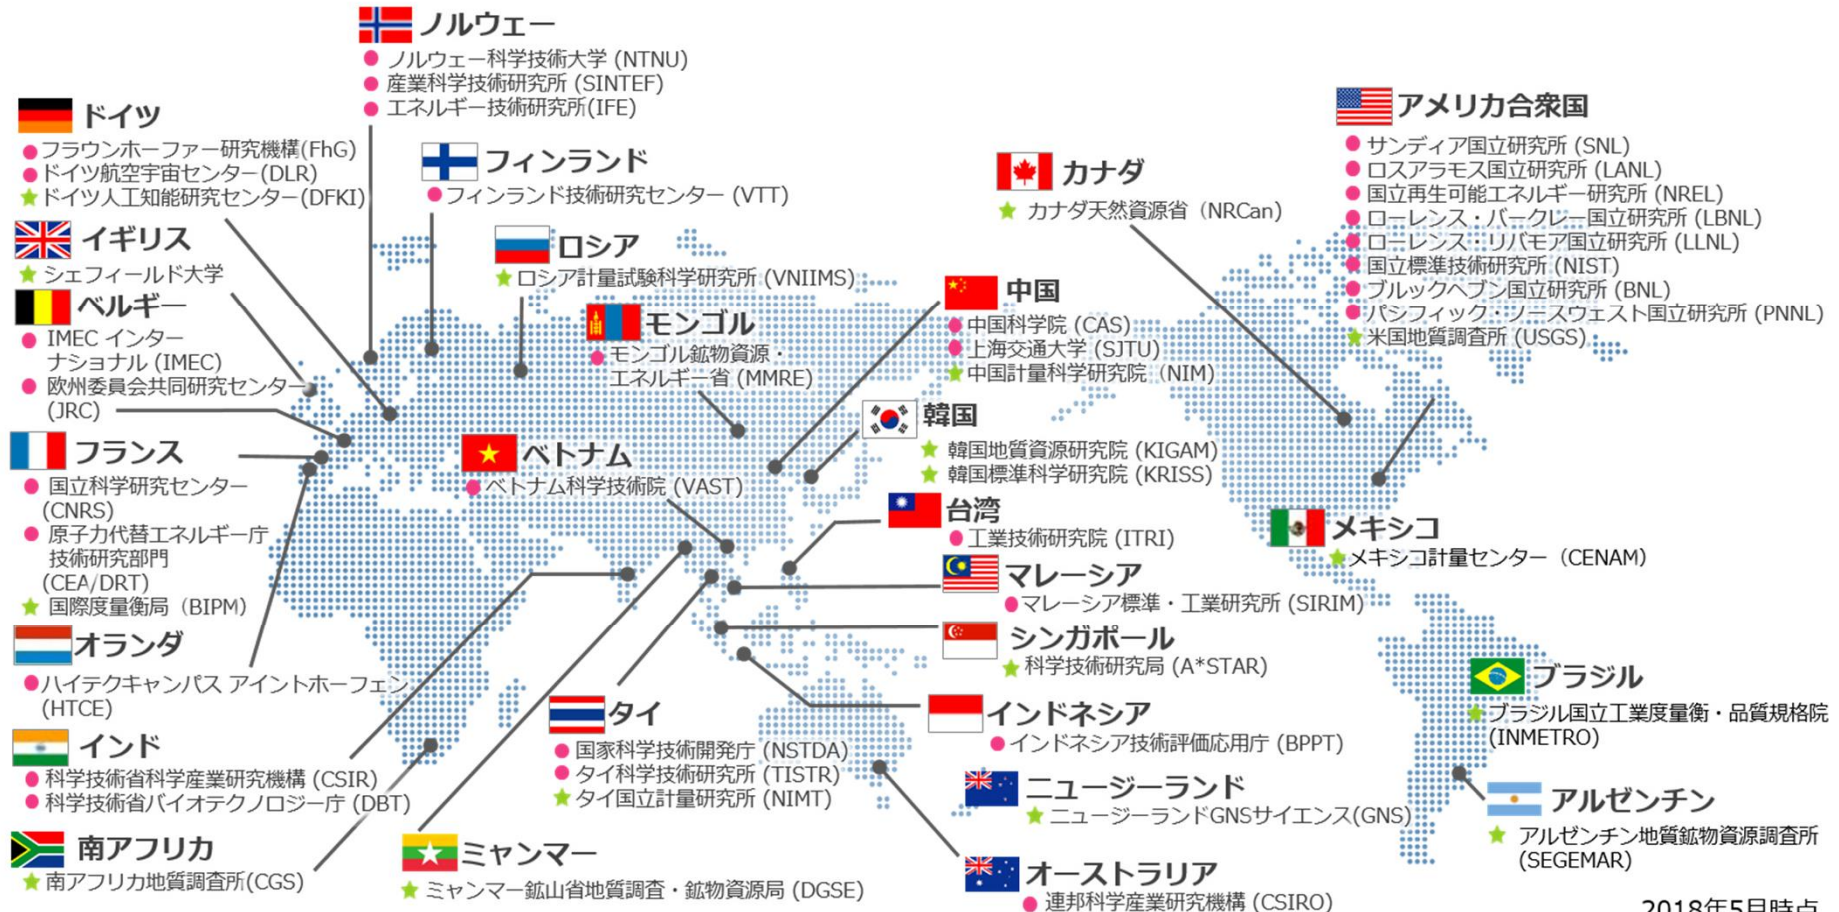 ノルウェー
ノルウェー科学技術大学 (NTNU)
産業科学技術研究所 (SINTEF)
エネルギー技術研究所(IFE)
ドイツ
フラウンホーファー研究機構(FhG)
ドイツ航空宇宙センター(DLR)
ドイツ人工知能研究センター(DFKI)
フィンランド
フィンランド技術研究センター (VTT)
イギリス
シェフィールド大学
ロシア
ロシア計量試験科学研究所 (VNIIMS)
ベルギー
IMEC インター
ナショナル (IMEC)
欧州委員会共同研究センター
(JRC)
モンゴル
モンゴル鉱物資源・
エネルギー省 (MMRE)
フランス
国立科学研究センター
(CNRS)
原子力代替エネルギー庁
技術研究部門
(CEA/DRT)
国際度量衡局（BIPM)
ベトナム
ベトナム科学技術院 (VAST)
オランダ
ハイテクキャンパス アイントホーフェン
(HTCE)
インド
科学技術省科学産業研究機構 (CSIR)
科学技術省バイオテクノロジー庁 (DBT)
南アフリカ
南アフリカ地質調査所(CGS)
タイ
国家科学技術開発庁 (NSTDA)
タイ科学技術研究所 (TISTR)
タイ国立計量研究所 (NIMT)
ミャンマー
ミャンマー鉱山省地質調査・鉱物資源局 (DGSE)
カナダ
カナダ天然資源省（NRCan)
中国
中国科学院 (CAS)
上海交通大学 (SJTU)
中国計量科学研究院（NIM)
韓国
韓国地質資源研究院 (KIGAM)
韓国標準科学研究院 (KRISS)
台湾
工業技術研究院 (ITRI)
マレーシア
マレーシア標準・工業研究所 (SIRIM)
シンガポール
科学技術研究局 (A*STAR)
インドネシア
インドネシア技術評価応用庁 (BPPT)
ニュージーランド
ニュージーランドGNSサイエンス(GNS)
オーストラリア
連邦科学産業研究機構 (CSIRO)
アメリカ合衆国
サンディア国立研究所 (SNL)
ロスアラモス国立研究所 (LANL)
国立再生可能エネルギー研究所 (NREL)
ローレンス・バークレー国立研究所 (LBNL)
ローレンス・リバモア国立研究所 (LLNL)
国立標準技術研究所 (NIST)
ブルックヘブン国立研究所 (BNL)
パシフィック・ノースウェスト国立研究所 (PNNL)
米国地質調査所 (USGS)
メキシコ
メキシコ計量センター（CENAM)
ブラジル
ブラジル国立工業度量衡・品質規格院
(INMETRO)
アルゼンチン
アルゼンチン地質鉱物資源調査所
(SEGEMAR)
2018年5月時点